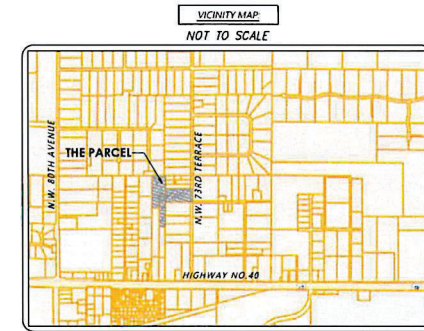 VICINITY MAP:
NOT TO SCALE
N.W. 80TH AVENUE
THE PARCEL
N.W. 73RD TERRACE
HIGHWAY NO.40